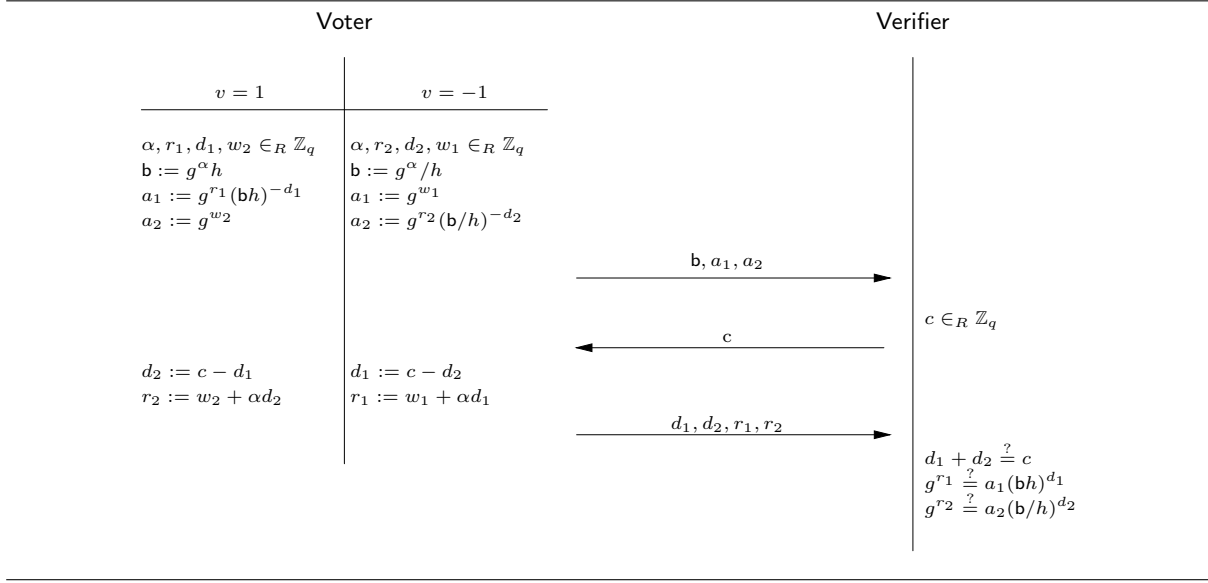 Voter Verifier
v = 1 v = −1
α, r₁, d₁, w₂ ∈_R ℤ_q α, r₂, d₂, w₁ ∈_R ℤ_q
b := g^α h b := g^α/h
a₁ := g^{r₁}(bh)^{−d₁} a₁ := g^{w₁}
a₂ := g^{w₂} a₂ := g^{r₂}(b/h)^{−d₂}
b, a₁, a₂
c ∈_R ℤ_q
c
d₂ := c − d₁ d₁ := c − d₂
r₂ := w₂ + αd₂ r₁ := w₁ + αd₁
d₁, d₂, r₁, r₂
d₁ + d₂ ≟ c
g^{r₁} ≟ a₁(bh)^{d₁}
g^{r₂} ≟ a₂(b/h)^{d₂}